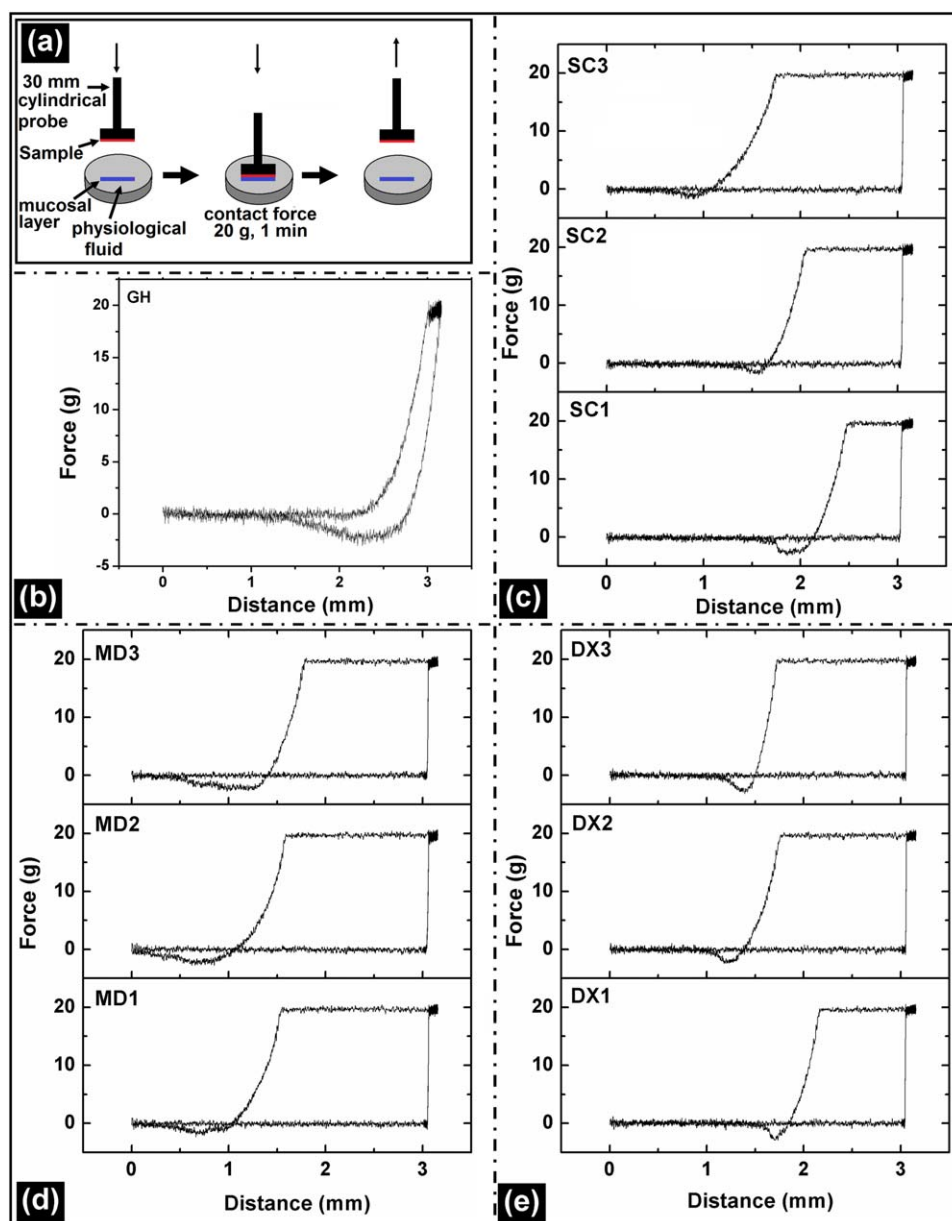 (a)
30 mm
cylindrical
probe
Sample
mucosal
layer
physiological
fluid
contact force
20 g, 1 min
GH
Force (g)
20
15
10
5
0
-5
0
1
2
3
Distance (mm)
(b)
SC3
20
10
0
SC2
20
10
0
SC1
20
10
0
Force (g)
0
1
2
3
Distance (mm)
(c)
MD3
20
10
0
MD2
20
10
0
MD1
20
10
0
Force (g)
0
1
2
3
Distance (mm)
(d)
DX3
20
10
0
DX2
20
10
0
DX1
20
10
0
Force (g)
0
1
2
3
Distance (mm)
(e)